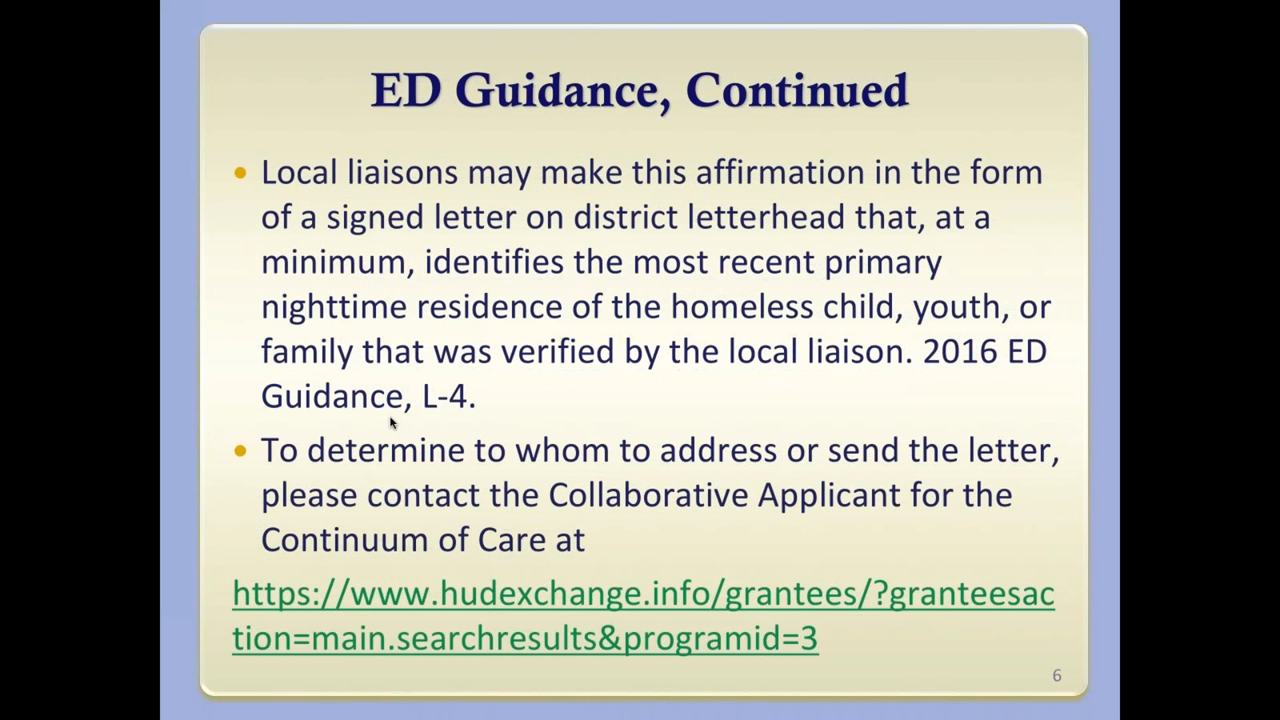 ED Guidance, Continued
• Local liaisons may make this affirmation in the form
of a signed letter on district letterhead that, at a
minimum, identifies the most recent primary
nighttime residence of the homeless child, youth, or
family that was verified by the local liaison. 2016 ED
Guidance, L-4.
• To determine to whom to address or send the letter,
please contact the Collaborative Applicant for the
Continuum of Care at
https://www.hudexchange.info/grantees/?granteesac
tion=main.searchresults&programid=3
6